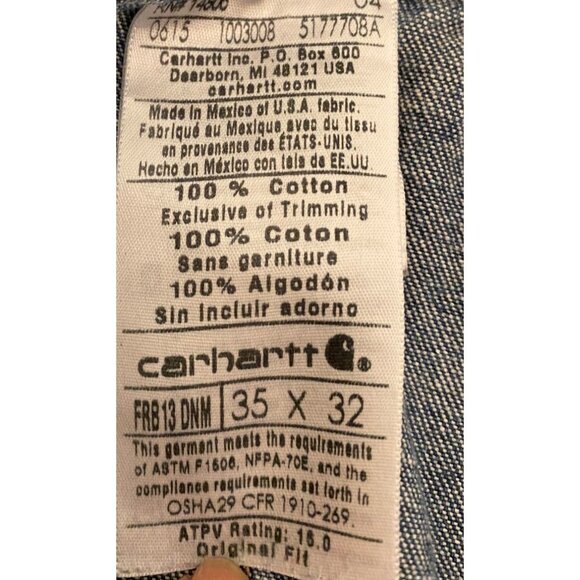 RN# 14806 04
0615 1003008 5177708A
Carhartt Inc. P.O. Box 600
Dearborn, MI 48121 USA
carhartt.com
Made in Mexico of U.S.A. fabric.
Fabriqué au Mexique avec du tissu
en provenance des ÉTATS-UNIS.
Hecho en México con tela de EE.UU
100 % Cotton
Exclusive of Trimming
100% Coton
Sans garniture
100% Algodón
Sin Incluir adorno
carhartt ®
FRB13 DNM 35 X 32
This garment meets the requirements
of ASTM F1506, NFPA-70E, and the
compliance requirements set forth in
OSHA29 CFR 1910-269.
ATPV Rating: 15.0
Original Fit